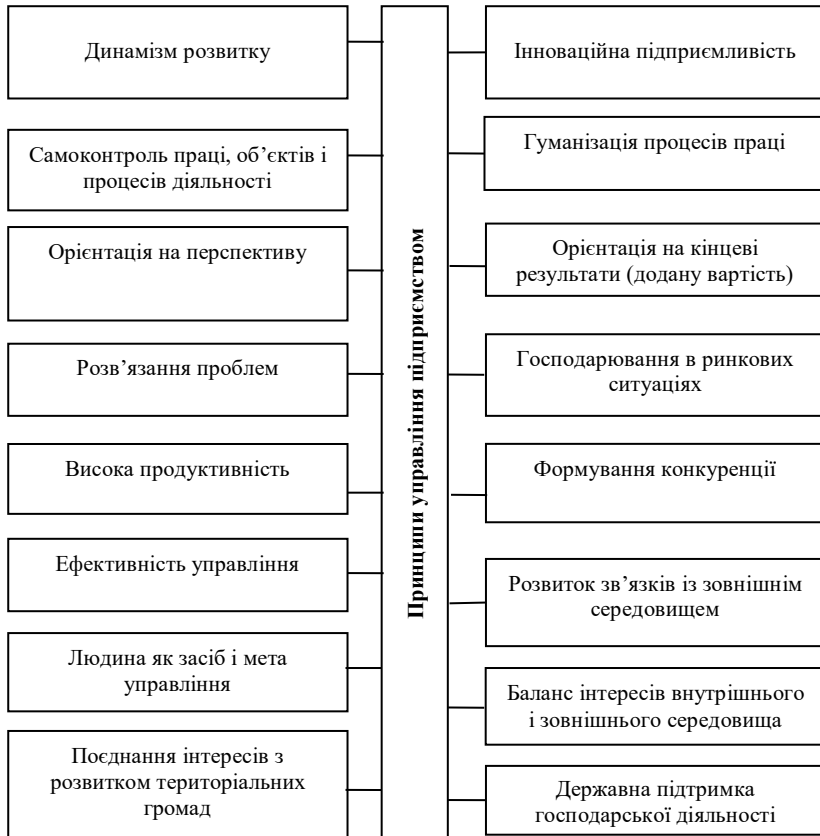 Динамізм розвитку
Самоконтроль праці, об’єктів і
процесів діяльності
Орієнтація на перспективу
Розв’язання проблем
Висока продуктивність
Ефективність управління
Людина як засіб і мета
управління
Поєднання інтересів з
розвитком територіальних
громад
Принципи управління підприємством
Інноваційна підприємливість
Гуманізація процесів праці
Орієнтація на кінцеві
результати (додану вартість)
Господарювання в ринкових
ситуаціях
Формування конкуренції
Розвиток зв’язків із зовнішнім
середовищем
Баланс інтересів внутрішнього
і зовнішнього середовища
Державна підтримка
господарської діяльності